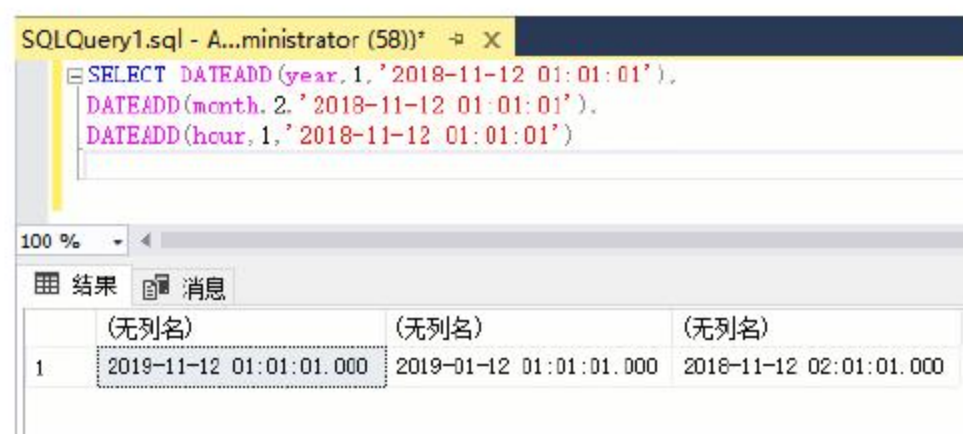 SQLQuery1.sql - A...ministrator (58))* X
SELECT DATEADD(year,1,'2018-11-12 01:01:01'),
DATEADD(month,2,'2018-11-12 01:01:01'),
DATEADD(hour,1,'2018-11-12 01:01:01')
100 %
结果 消息
(无列名) (无列名) (无列名)
1 2019-11-12 01:01:01.000 2019-01-12 01:01:01.000 2018-11-12 02:01:01.000